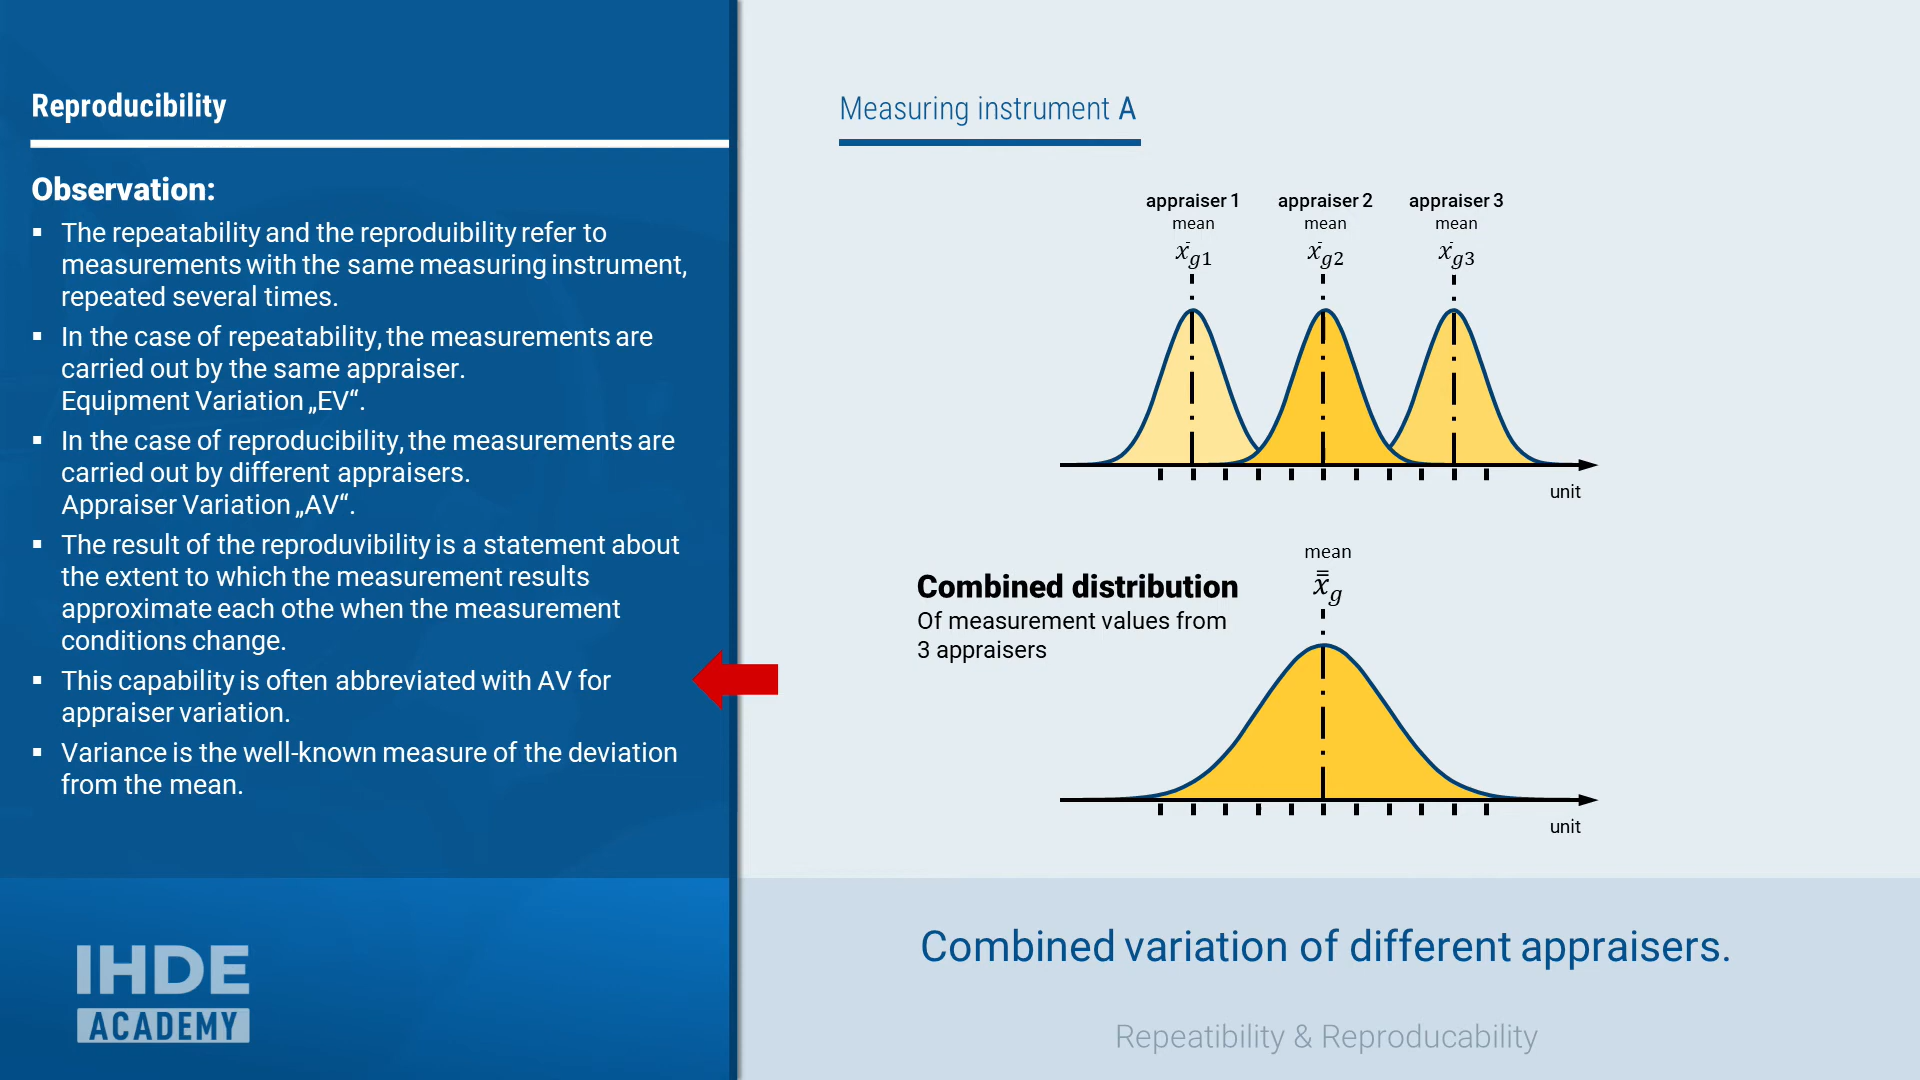 Reproducibility
Observation:
▪ The repeatability and the reproduibility refer to
measurements with the same measuring instrument,
repeated several times.
▪ In the case of repeatability, the measurements are
carried out by the same appraiser.
Equipment Variation „EV“.
▪ In the case of reproducibility, the measurements are
carried out by different appraisers.
Appraiser Variation „AV“.
▪ The result of the reproduvibility is a statement about
the extent to which the measurement results
approximate each othe when the measurement
conditions change.
▪ This capability is often abbreviated with AV for
appraiser variation.
▪ Variance is the well-known measure of the deviation
from the mean.
IHDE
ACADEMY
Measuring instrument A
appraiser 1 appraiser 2 appraiser 3
mean mean mean
x̄g1 x̄g2 x̄g3
unit
mean
x̿g
Combined distribution
Of measurement values from
3 appraisers
unit
Combined variation of different appraisers.
Repeatibility & Reproducability